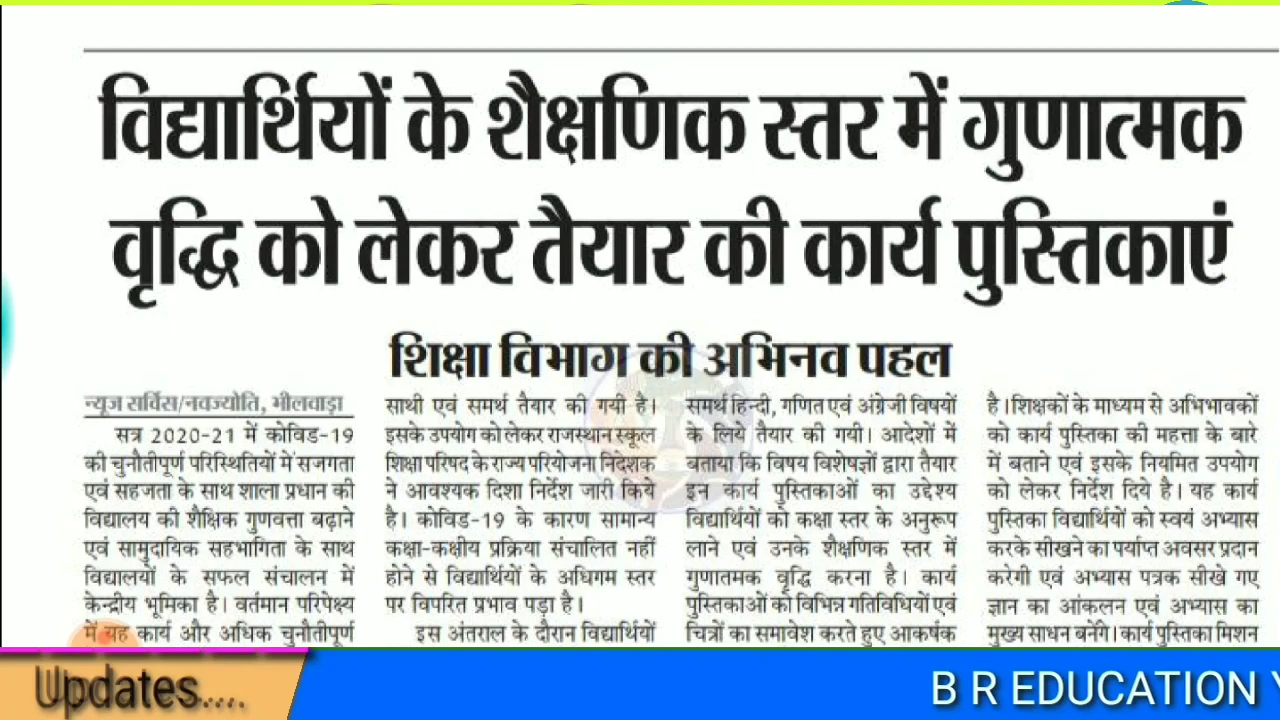 विद्यार्थियों के शैक्षणिक स्तर में गुणात्मक
वृद्धि को लेकर तैयार की कार्य पुस्तिकाएं
शिक्षा विभाग की अभिनव पहल
न्यूज सर्विस/नवज्योति, भीलवाड़ा
सत्र 2020-21 में कोविड-19
की चुनौतीपूर्ण परिस्थितियों में सजगता
एवं सहजता के साथ शाला प्रधान की
विद्यालय की शैक्षिक गुणवत्ता बढ़ाने
एवं सामुदायिक सहभागिता के साथ
विद्यालयों के सफल संचालन में
केन्द्रीय भूमिका है। वर्तमान परिपेक्ष्य
में यह कार्य और अधिक चुनौतीपूर्ण
साथी एवं समर्थ तैयार की गयी है।
इसके उपयोग को लेकर राजस्थान स्कूल
शिक्षा परिषद के राज्य परियोजना निदेशक
ने आवश्यक दिशा निर्देश जारी किये
है। कोविड-19 के कारण सामान्य
कक्षा-कक्षीय प्रक्रिया संचालित नहीं
होने से विद्यार्थियों के अधिगम स्तर
पर विपरित प्रभाव पड़ा है।
इस अंतराल के दौरान विद्यार्थियों
समर्थ हिन्दी, गणित एवं अंग्रेजी विषयों
के लिये तैयार की गयी। आदेशों में
बताया कि विषय विशेषज्ञों द्वारा तैयार
इन कार्य पुस्तिकाओं का उद्देश्य
विद्यार्थियों को कक्षा स्तर के अनुरूप
लाने एवं उनके शैक्षणिक स्तर में
गुणातमक वृद्धि करना है। कार्य
पुस्तिकाओं को विभिन्न गतिविधियों एवं
चित्रों का समावेश करते हुए आकर्षक
है। शिक्षकों के माध्यम से अभिभावकों
को कार्य पुस्तिका की महत्ता के बारे
में बताने एवं इसके नियमित उपयोग
को लेकर निर्देश दिये है। यह कार्य
पुस्तिका विद्यार्थियों को स्वयं अभ्यास
करके सीखने का पर्याप्त अवसर प्रदान
करेगी एवं अभ्यास पत्रक सीखे गए
ज्ञान का आंकलन एवं अभ्यास का
मुख्य साधन बनेंगे। कार्य पुस्तिका मिशन
Updates....
B R EDUCATION Y